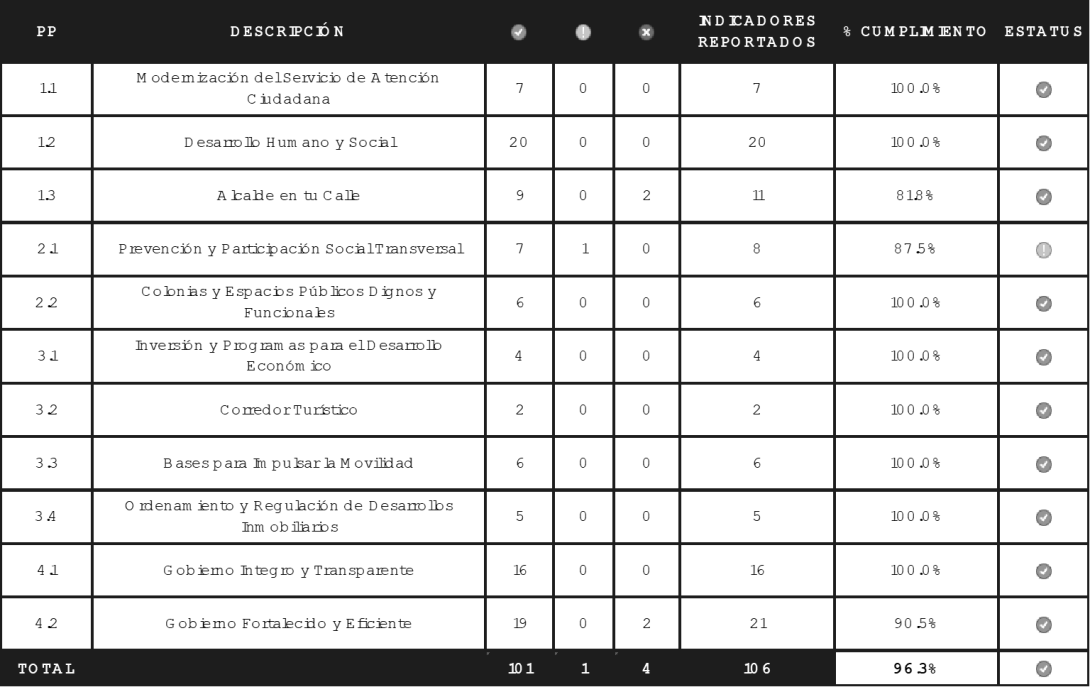 PP DESCRIPCIÓN INDICADORES REPORTADOS % CUMPLIMIENTO ESTATUS
1.1 Modernización del Servicio de Atención Ciudadana 7 0 0 7 100.0%
1.2 Desarrollo Humano y Social 20 0 0 20 100.0%
1.3 Alcalde en tu Calle 9 0 2 11 81.8%
2.1 Prevención y Participación Social Transversal 7 1 0 8 87.5%
2.2 Colonias y Espacios Públicos Dignos y Funcionales 6 0 0 6 100.0%
3.1 Inversión y Programas para el Desarrollo Económico 4 0 0 4 100.0%
3.2 Corredor Turístico 2 0 0 2 100.0%
3.3 Bases para Impulsar la Movilidad 6 0 0 6 100.0%
3.4 Ordenamiento y Regulación de Desarrollos Inmobiliarios 5 0 0 5 100.0%
4.1 Gobierno Integro y Transparente 16 0 0 16 100.0%
4.2 Gobierno Fortalecido y Eficiente 19 0 2 21 90.5%
TOTAL 101 1 4 106 96.3%